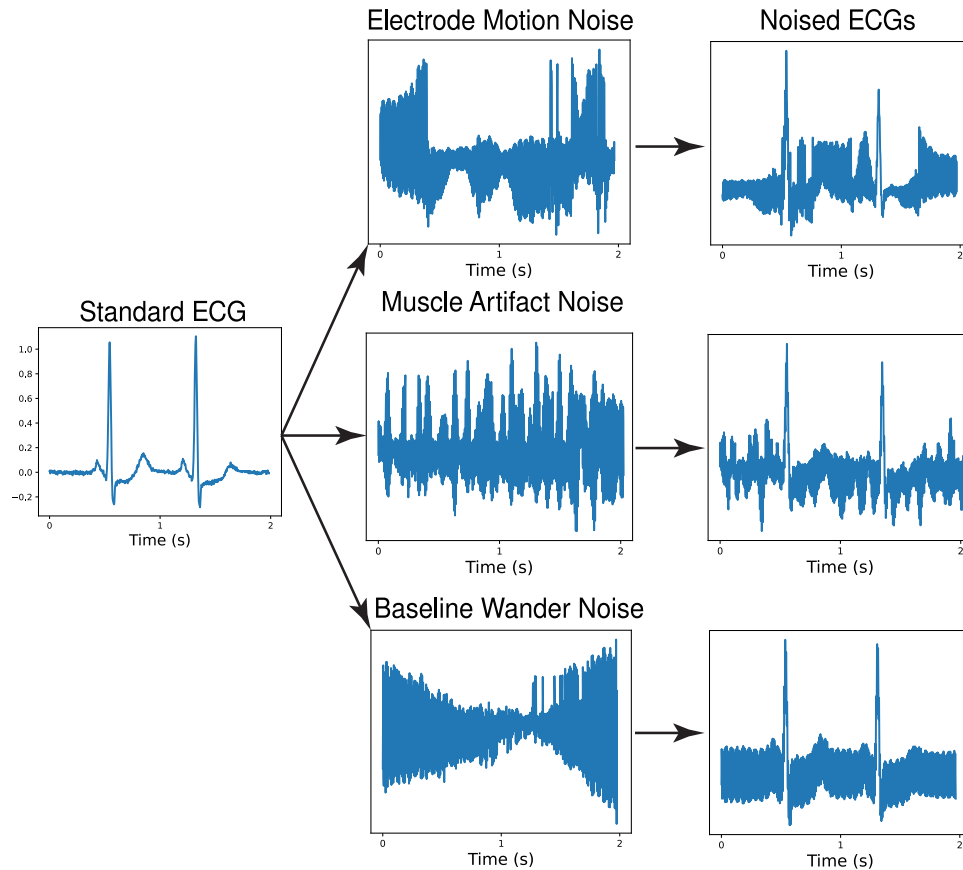 Electrode Motion Noise
Noised ECGs
0 1 2
Time (s)
0 1 2
Time (s)
Standard ECG
1.0
0.8
0.6
0.4
0.2
0.0
−0.2
0 1 2
Time (s)
Muscle Artifact Noise
0 1 2
Time (s)
0 1 2
Time (s)
Baseline Wander Noise
0 1 2
Time (s)
0 1 2
Time (s)